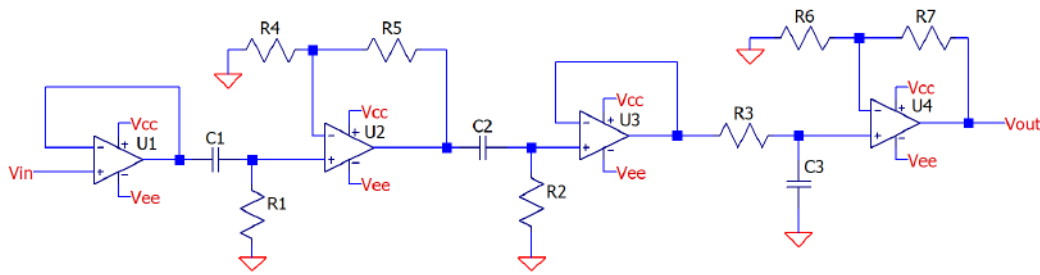 R4
R5
R6
R7
Vcc
U1
Vcc
U2
Vcc
U3
Vcc
U4
Vin
Vee
C1
R1
Vee
C2
R2
Vee
R3
C3
Vee
Vout